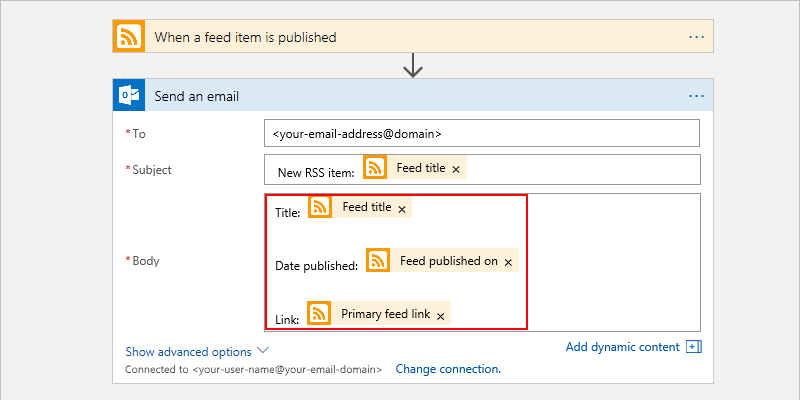 When a feed item is published ...
Send an email ...
*To <your-email-address@domain>
*Subject New RSS item: Feed title ×
Title: Feed title ×
Date published: Feed published on ×
*Body
Link: Primary feed link ×
Show advanced options Add dynamic content
Connected to <your-user-name@your-email-domain> Change connection.